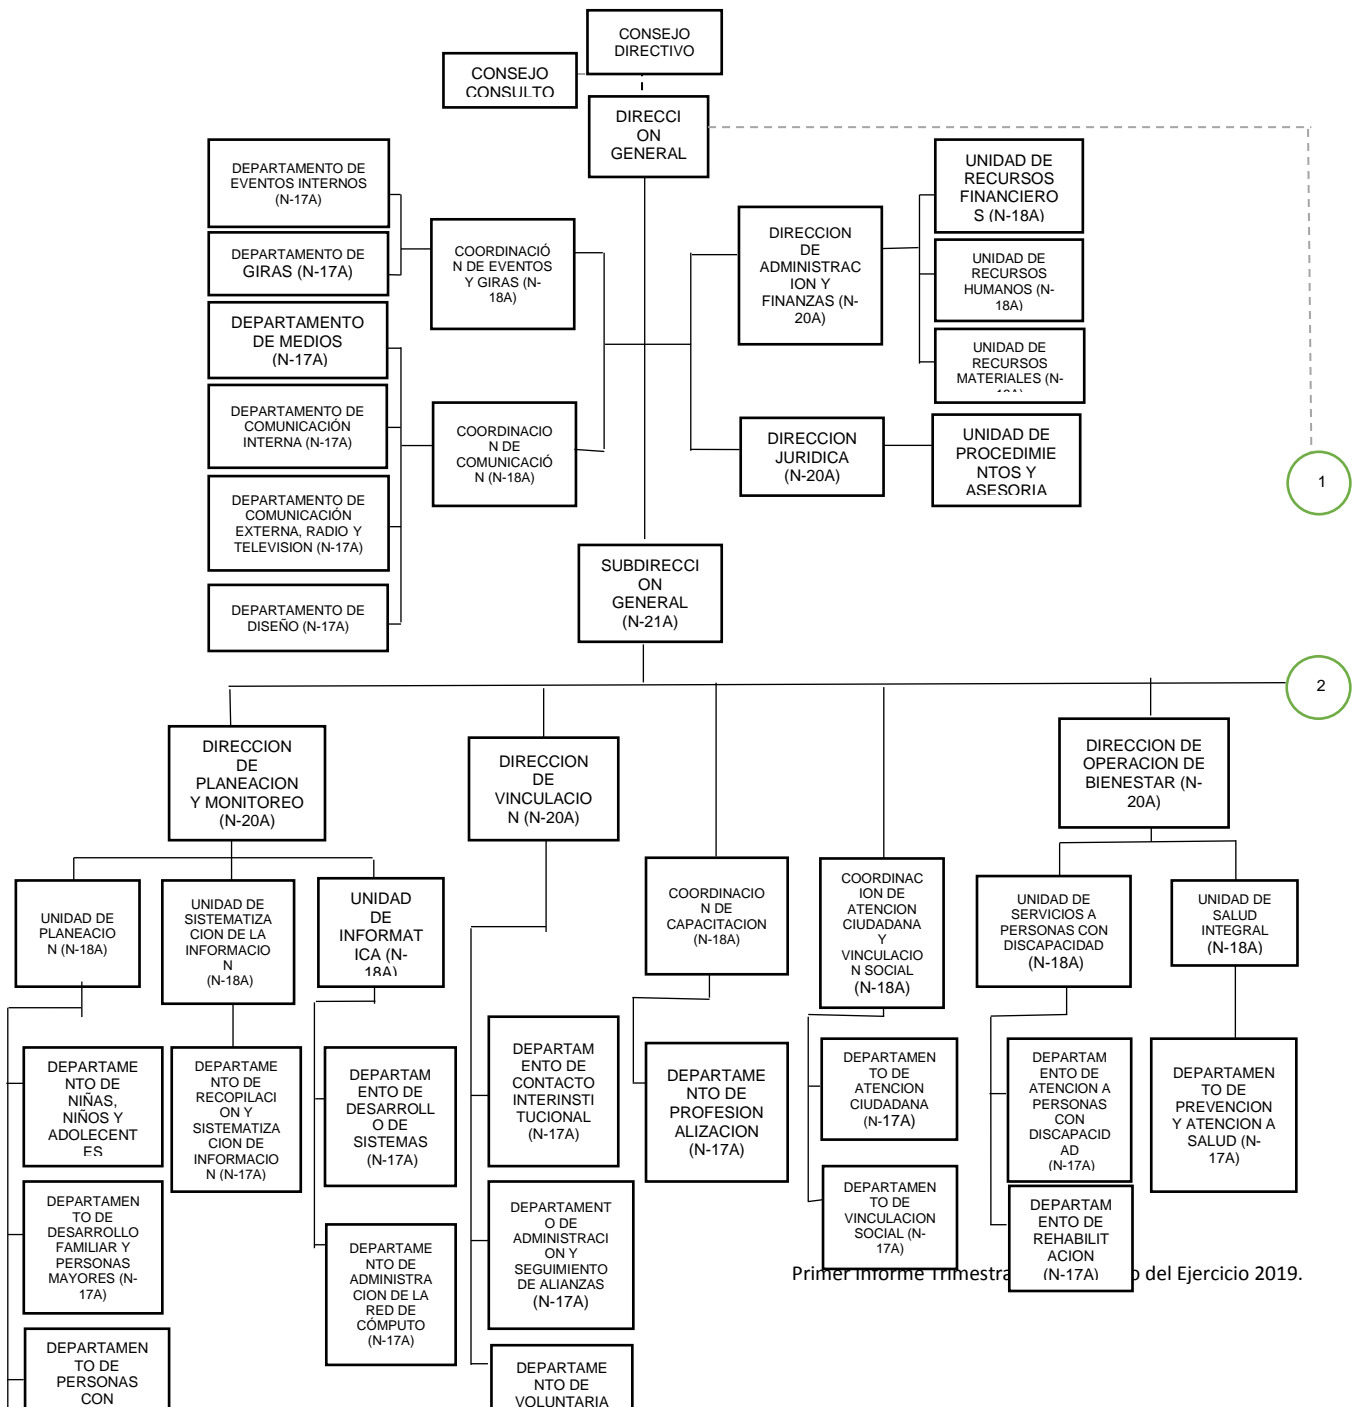 CONSEJO
DIRECTIVO
CONSEJO
CONSULTO
DIRECCI
ON
GENERAL
DEPARTAMENTO DE
EVENTOS INTERNOS
(N-17A)
DEPARTAMENTO DE
GIRAS (N-17A)
COORDINACIÓ
N DE EVENTOS
Y GIRAS (N-
18A)
DIRECCION
DE
ADMINISTRAC
ION Y
FINANZAS (N-
20A)
UNIDAD DE
RECURSOS
FINANCIERO
S (N-18A)
UNIDAD DE
RECURSOS
HUMANOS (N-
18A)
UNIDAD DE
RECURSOS
MATERIALES (N-
18A)
DEPARTAMENTO
DE MEDIOS
(N-17A)
DEPARTAMENTO DE
COMUNICACIÓN
INTERNA (N-17A)
DEPARTAMENTO DE
COMUNICACIÓN
EXTERNA, RADIO Y
TELEVISION (N-17A)
DEPARTAMENTO DE
DISEÑO (N-17A)
COORDINACIO
N DE
COMUNICACIÓ
N (N-18A)
DIRECCION
JURIDICA
(N-20A)
UNIDAD DE
PROCEDIMIE
NTOS Y
ASESORIA
1
SUBDIRECCI
ON
GENERAL
(N-21A)
2
DIRECCION
DE
PLANEACION
Y MONITOREO
(N-20A)
DIRECCION
DE
VINCULACIO
N (N-20A)
DIRECCION DE
OPERACION DE
BIENESTAR (N-
20A)
UNIDAD DE
PLANEACIO
N (N-18A)
UNIDAD DE
SISTEMATIZA
CION DE LA
INFORMACIO
N
(N-18A)
UNIDAD
DE
INFORMAT
ICA (N-
18A)
COORDINACIO
N DE
CAPACITACION
(N-18A)
COORDINAC
ION DE
ATENCION
CIUDADANA
Y
VINCULACIO
N SOCIAL
(N-18A)
UNIDAD DE
SERVICIOS A
PERSONAS CON
DISCAPACIDAD
(N-18A)
UNIDAD DE
SALUD
INTEGRAL
(N-18A)
DEPARTAME
NTO DE
NIÑAS,
NIÑOS Y
ADOLECENT
ES
DEPARTAME
NTO DE
RECOPILACI
ON Y
SISTEMATIZA
CION DE
INFORMACIO
N (N-17A)
DEPARTAM
ENTO DE
DESARROLL
O DE
SISTEMAS
(N-17A)
DEPARTAM
ENTO DE
CONTACTO
INTERINSTI
TUCIONAL
(N-17A)
DEPARTAME
NTO DE
PROFESION
ALIZACION
(N-17A)
DEPARTAMEN
TO DE
ATENCION
CIUDADANA
(N-17A)
DEPARTAM
ENTO DE
ATENCION A
PERSONAS
CON
DISCAPACID
AD
(N-17A)
DEPARTAMEN
TO DE
PREVENCION
Y ATENCION A
SALUD (N-
17A)
DEPARTAMEN
TO DE
DESARROLLO
FAMILIAR Y
PERSONAS
MAYORES (N-
17A)
DEPARTAME
NTO DE
ADMINISTRA
CION DE LA
RED DE
CÓMPUTO
(N-17A)
DEPARTAMENT
O DE
ADMINISTRACI
ON Y
SEGUIMIENTO
DE ALIANZAS
(N-17A)
DEPARTAMEN
TO DE
VINCULACION
SOCIAL (N-
17A)
DEPARTAM
ENTO DE
REHABILIT
ACION
(N-17A)
Primer Informe Trimestra o del Ejercicio 2019.
DEPARTAMEN
TO DE
PERSONAS
CON
DEPARTAME
NTO DE
VOLUNTARIA